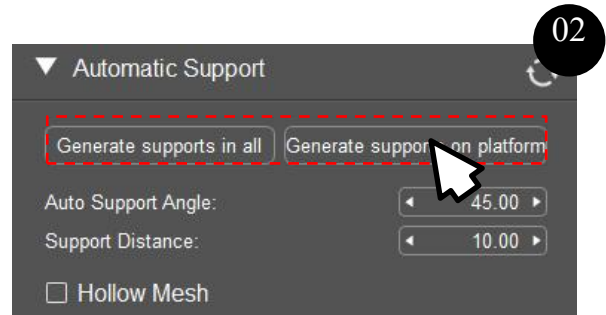 02
Automatic Support
Generate supports in all
Generate support on platform
Auto Support Angle:
45.00
Support Distance:
10.00
Hollow Mesh